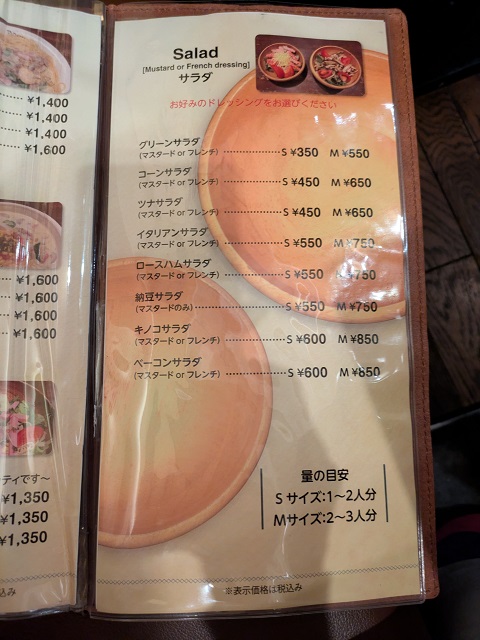 ¥1,400
¥1,400
¥1,400
¥1,600
¥1,600
¥1,600
¥1,600
¥1,600
ティです～
¥1,350
¥1,350
¥1,350
込み
Salad
[Mustard or French dressing]
サラダ
お好みのドレッシングをお選びください
グリーンサラダ
(マスタード or フレンチ) S ¥350 M ¥550
コーンサラダ
(マスタード or フレンチ) S ¥450 M ¥650
ツナサラダ
(マスタード or フレンチ) S ¥450 M ¥650
イタリアンサラダ
(マスタード or フレンチ) S ¥550 M ¥750
ロースハムサラダ
(マスタード or フレンチ) S ¥550 M ¥750
納豆サラダ
(マスタードのみ) S ¥550 M ¥750
キノコサラダ
(マスタード or フレンチ) S ¥600 M ¥850
ベーコンサラダ
(マスタード or フレンチ) S ¥600 M ¥850
量の目安
S サイズ:1～2人分
Mサイズ:2～3人分
※表示価格は税込み